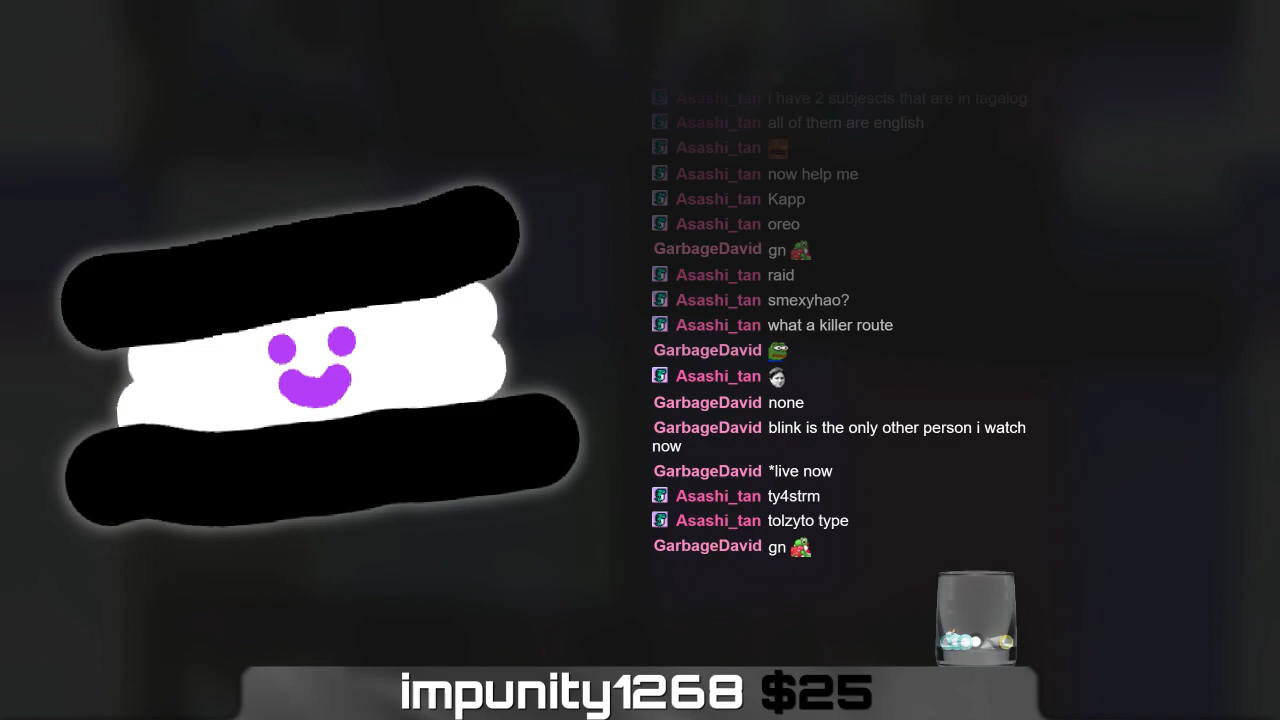 Asashi_tan i have 2 subjescts that are in tagalog
Asashi_tan all of them are english
Asashi_tan
Asashi_tan now help me
Asashi_tan Kapp
Asashi_tan oreo
GarbageDavid gn
Asashi_tan raid
Asashi_tan smexyhao?
Asashi_tan what a killer route
GarbageDavid
Asashi_tan
GarbageDavid none
GarbageDavid blink is the only other person i watch
now
GarbageDavid *live now
Asashi_tan ty4strm
Asashi_tan tolzyto type
GarbageDavid gn
impunity1268 $25